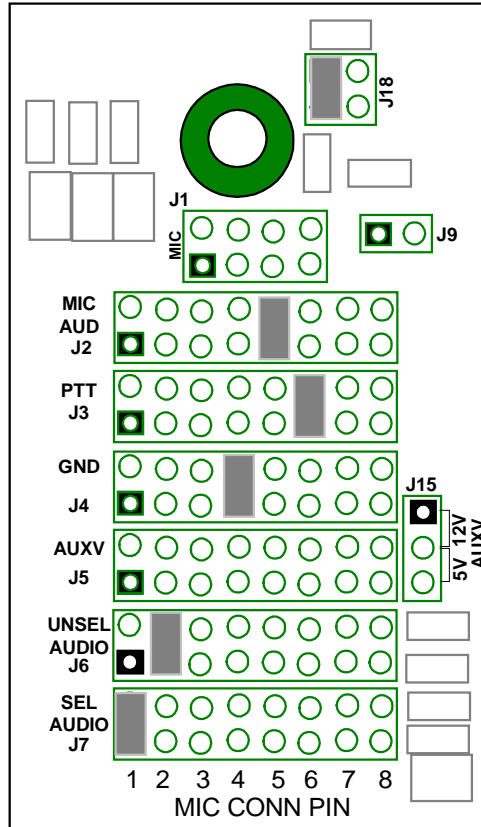 J18
J1
MIC
J9
MIC
AUD
J2
PTT
J3
GND
J4
J15
12V
5V
AUXV
AUXV
J5
UNSEL
AUDIO
J6
SEL
AUDIO
J7
1 2 3 4 5 6 7 8
MIC CONN PIN